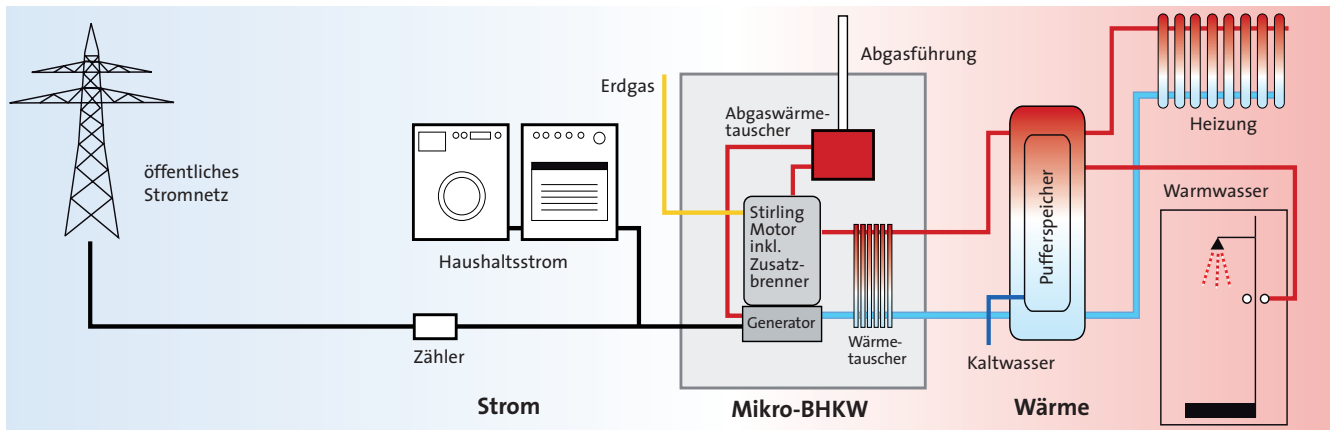 öffentliches
Stromnetz
Haushaltsstrom
Zähler
Strom
Erdgas
Abgasführung
Abgaswärme-
tauscher
Stirling
Motor
inkl.
Zusatz-
brenner
Generator
Wärme-
tauscher
Mikro-BHKW
Pufferspeicher
Kaltwasser
Wärme
Heizung
Warmwasser